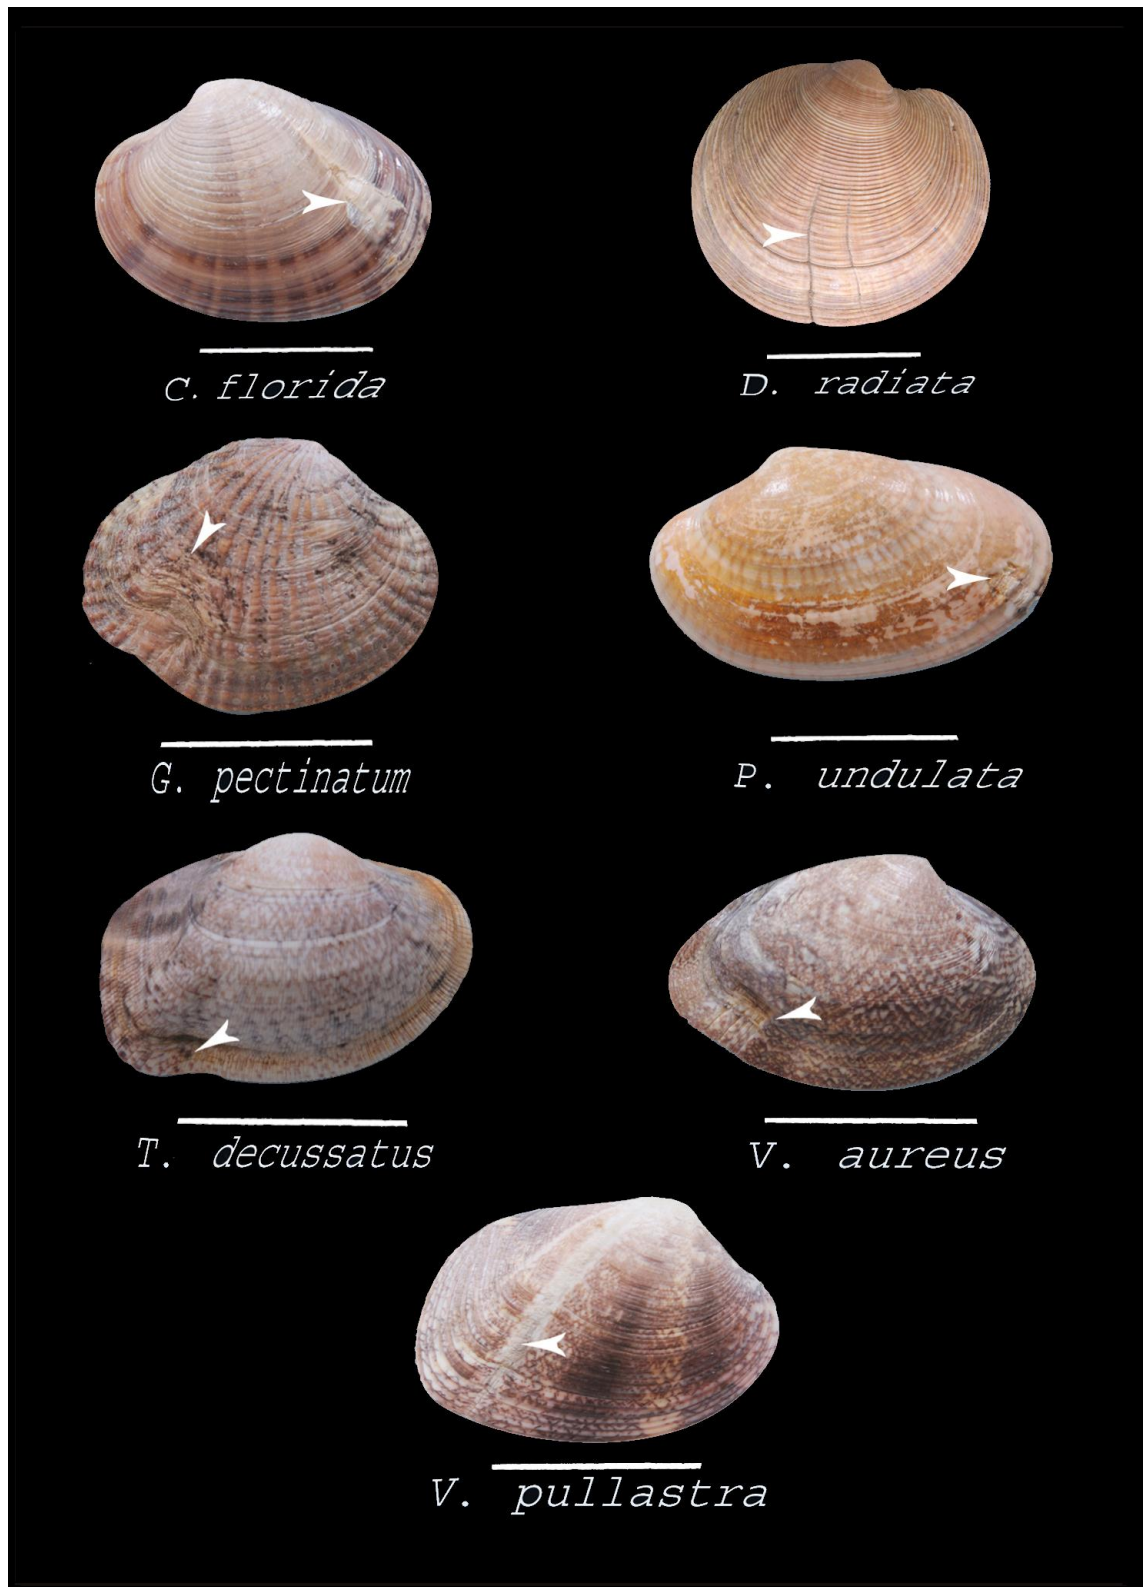 C. florida
D. radiata
G. pectinatum
P. undulata
T. decussatus
V. aureus
V. pullastra